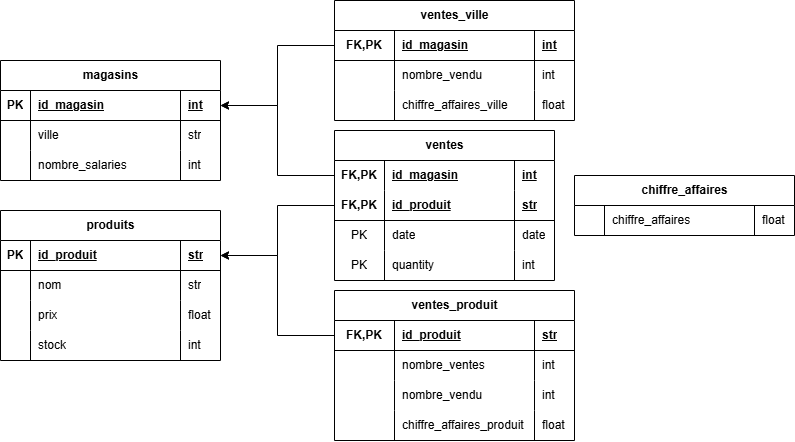 magasins
PK id_magasin int
ville str
nombre_salaries int
produits
PK id_produit str
nom str
prix float
stock int
ventes_ville
FK,PK id_magasin int
nombre_vendu int
chiffre_affaires_ville float
ventes
FK,PK id_magasin int
FK,PK id_produit str
PK date date
PK quantity int
ventes_produit
FK,PK id_produit str
nombre_ventes int
nombre_vendu int
chiffre_affaires_produit float
chiffre_affaires
chiffre_affaires float